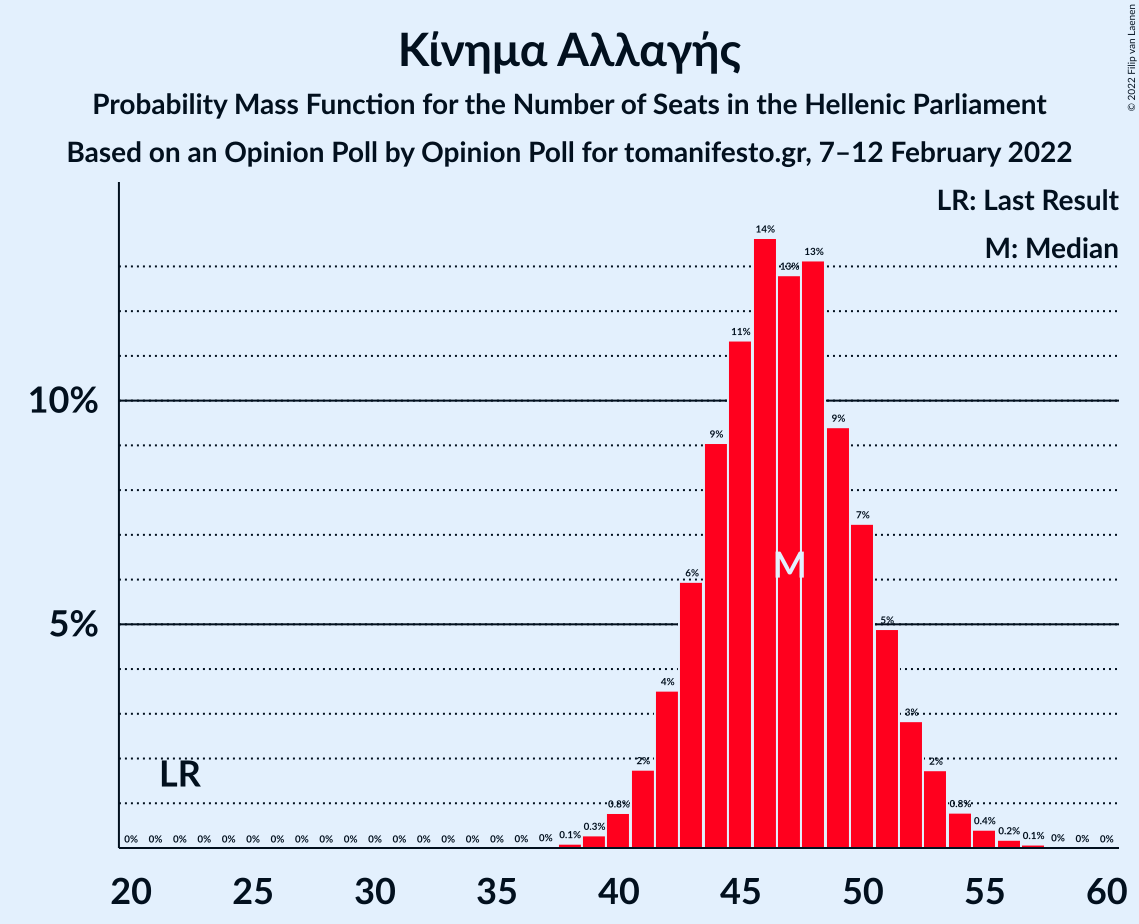 Κίνημα Αλλαγής
Probability Mass Function for the Number of Seats in the Hellenic Parliament
Based on an Opinion Poll by Opinion Poll for tomanifesto.gr, 7–12 February 2022
© 2022 Filip van Laenen
LR: Last Result
M: Median
10%
5%
0% 0% 0% 0% 0% 0% 0% 0% 0% 0% 0% 0% 0% 0% 0% 0% 0% 0% 0.1% 0.3% 0.8% 2% 4% 6% 9% 11% 14% 13% 13% 9% 7% 5% 3% 2% 0.8% 0.4% 0.2% 0.1% 0% 0% 0%
LR
M
20 25 30 35 40 45 50 55 60